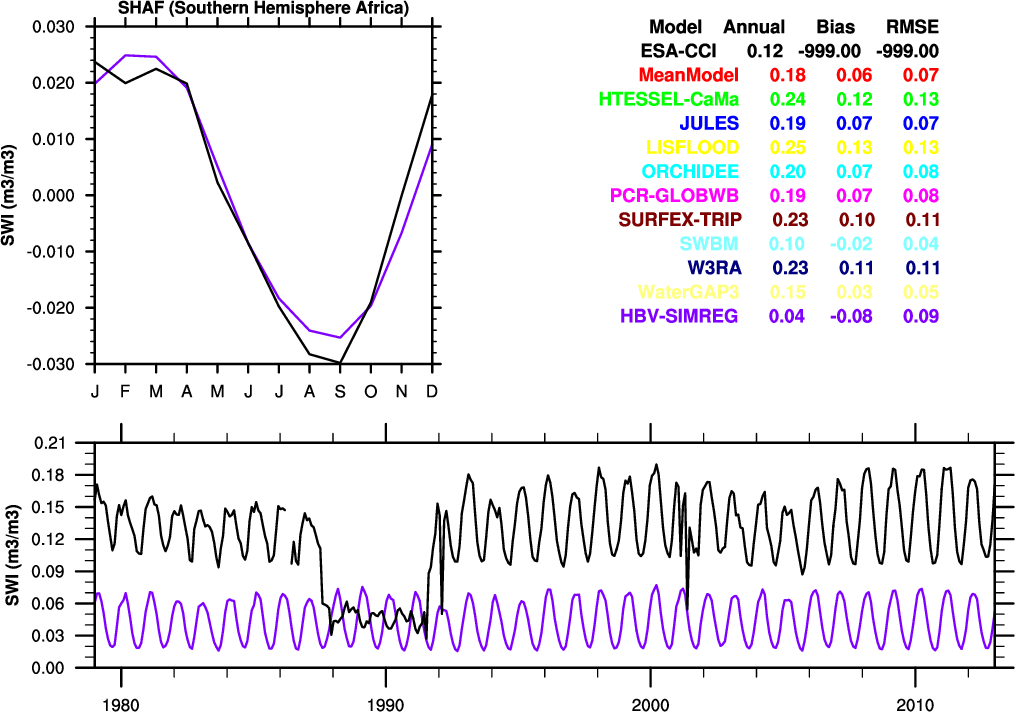 SHAF (Southern Hemisphere Africa)
0.030
0.020
0.010
0.000
-0.010
-0.020
-0.030
SWI (m3/m3)
J F M A M J J A S O N D
Model Annual Bias RMSE
ESA-CCI 0.12 -999.00 -999.00
MeanModel 0.18 0.06 0.07
HTESSEL-CaMa 0.24 0.12 0.13
JULES 0.19 0.07 0.07
LISFLOOD 0.25 0.13 0.13
ORCHIDEE 0.20 0.07 0.08
PCR-GLOBWB 0.19 0.07 0.08
SURFEX-TRIP 0.23 0.10 0.11
SWBM 0.10 -0.02 0.04
W3RA 0.23 0.11 0.11
WaterGAP3 0.15 0.03 0.05
HBV-SIMREG 0.04 -0.08 0.09
0.21
0.18
0.15
0.12
0.09
0.06
0.03
0.00
SWI (m3/m3)
1980 1990 2000 2010